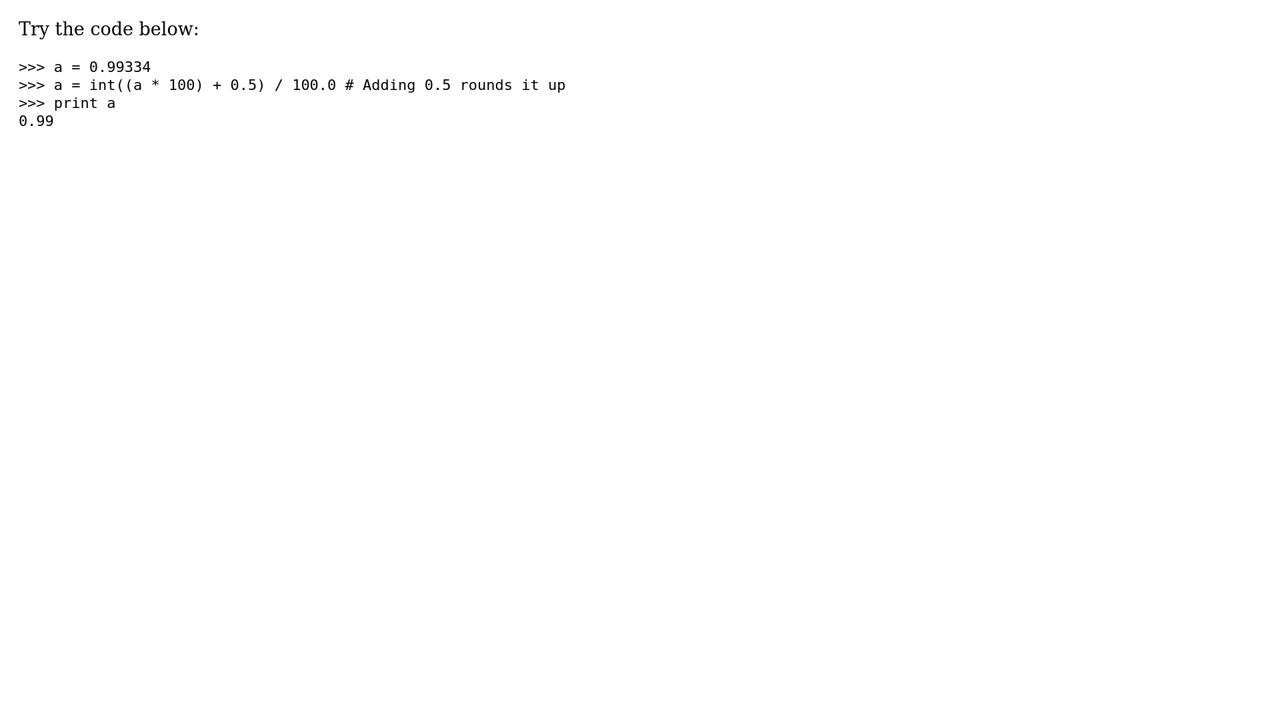 Try the code below:
>>> a = 0.99334
>>> a = int((a * 100) + 0.5) / 100.0 # Adding 0.5 rounds it up
>>> print a
0.99